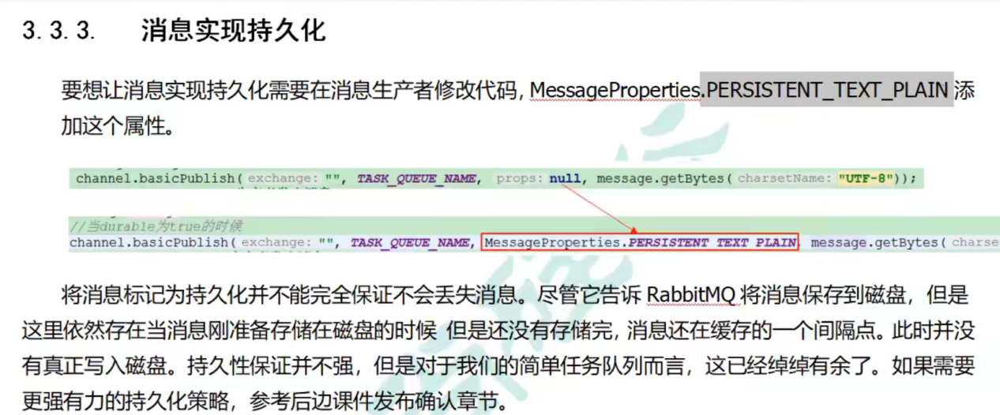 3.3.3. 消息实现持久化
要想让消息实现持久化需要在消息生产者修改代码，MessageProperties.PERSISTENT_TEXT_PLAIN 添
加这个属性。
channel.basicPublish( exchange: "", TASK_QUEUE_NAME, props: null, message.getBytes( charsetName: "UTF-8"));
//当durable为true的时候
channel.basicPublish( exchange: "", TASK_QUEUE_NAME, MessageProperties.PERSISTENT_TEXT_PLAIN, message.getBytes( charse
将消息标记为持久化并不能完全保证不会丢失消息。尽管它告诉 RabbitMQ 将消息保存到磁盘，但是
这里依然存在当消息刚准备存储在磁盘的时候 但是还没有存储完，消息还在缓存的一个间隔点。此时并没
有真正写入磁盘。持久性保证并不强，但是对于我们的简单任务队列而言，这已经绰绰有余了。如果需要
更强有力的持久化策略，参考后边课件发布确认章节。